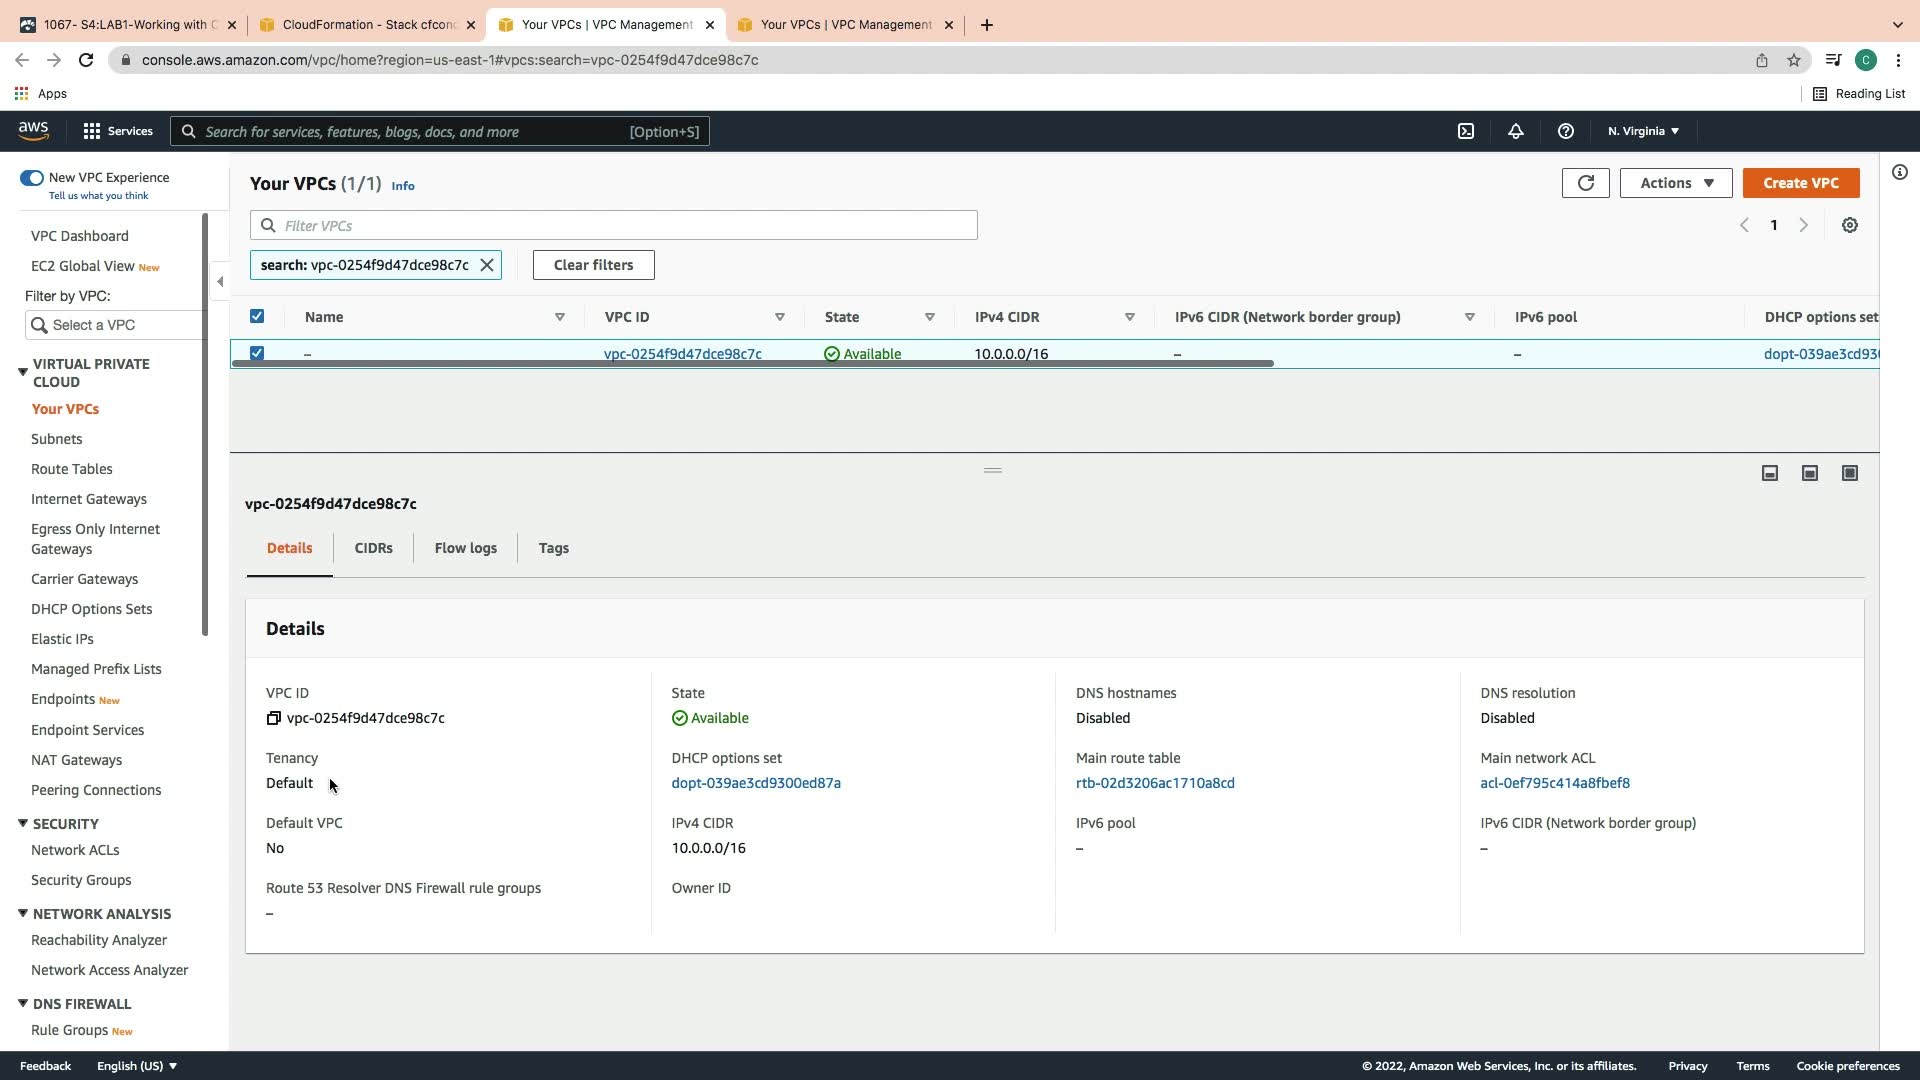 1067- S4:LAB1-Working with C
CloudFormation - Stack cfcond
Your VPCs | VPC Management
Your VPCs | VPC Management
console.aws.amazon.com/vpc/home?region=us-east-1#vpcs:search=vpc-0254f9d47dce98c7c
C
Apps
Reading List
aws
Services
Search for services, features, blogs, docs, and more
[Option+S]
N. Virginia
New VPC Experience
Tell us what you think
VPC Dashboard
EC2 Global View New
Filter by VPC:
Select a VPC
VIRTUAL PRIVATE
CLOUD
Your VPCs
Subnets
Route Tables
Internet Gateways
Egress Only Internet
Gateways
Carrier Gateways
DHCP Options Sets
Elastic IPs
Managed Prefix Lists
Endpoints New
Endpoint Services
NAT Gateways
Peering Connections
SECURITY
Network ACLs
Security Groups
NETWORK ANALYSIS
Reachability Analyzer
Network Access Analyzer
DNS FIREWALL
Rule Groups New
Your VPCs (1/1) Info
Actions
Create VPC
Filter VPCs
1
search: vpc-0254f9d47dce98c7c
Clear filters
Name
VPC ID
State
IPv4 CIDR
IPv6 CIDR (Network border group)
IPv6 pool
DHCP options set
–
vpc-0254f9d47dce98c7c
Available
10.0.0.0/16
–
–
dopt-039ae3cd930
vpc-0254f9d47dce98c7c
Details
CIDRs
Flow logs
Tags
Details
VPC ID
vpc-0254f9d47dce98c7c
State
Available
DNS hostnames
Disabled
DNS resolution
Disabled
Tenancy
Default
DHCP options set
dopt-039ae3cd9300ed87a
Main route table
rtb-02d3206ac1710a8cd
Main network ACL
acl-0ef795c414a8fbef8
Default VPC
No
IPv4 CIDR
10.0.0.0/16
IPv6 pool
–
IPv6 CIDR (Network border group)
–
Route 53 Resolver DNS Firewall rule groups
–
Owner ID
Feedback
English (US)
© 2022, Amazon Web Services, Inc. or its affiliates.
Privacy
Terms
Cookie preferences